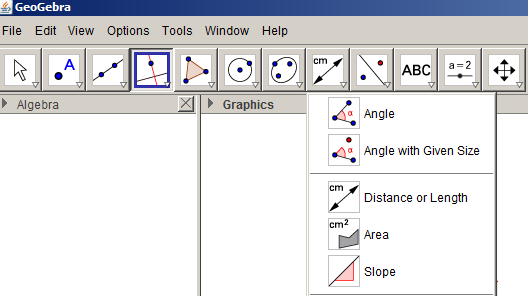 GeoGebra
File Edit View Options Tools Window Help
A cm ABC a = 2
Algebra Graphics
α Angle
α Angle with Given Size
cm Distance or Length
cm² Area
Slope